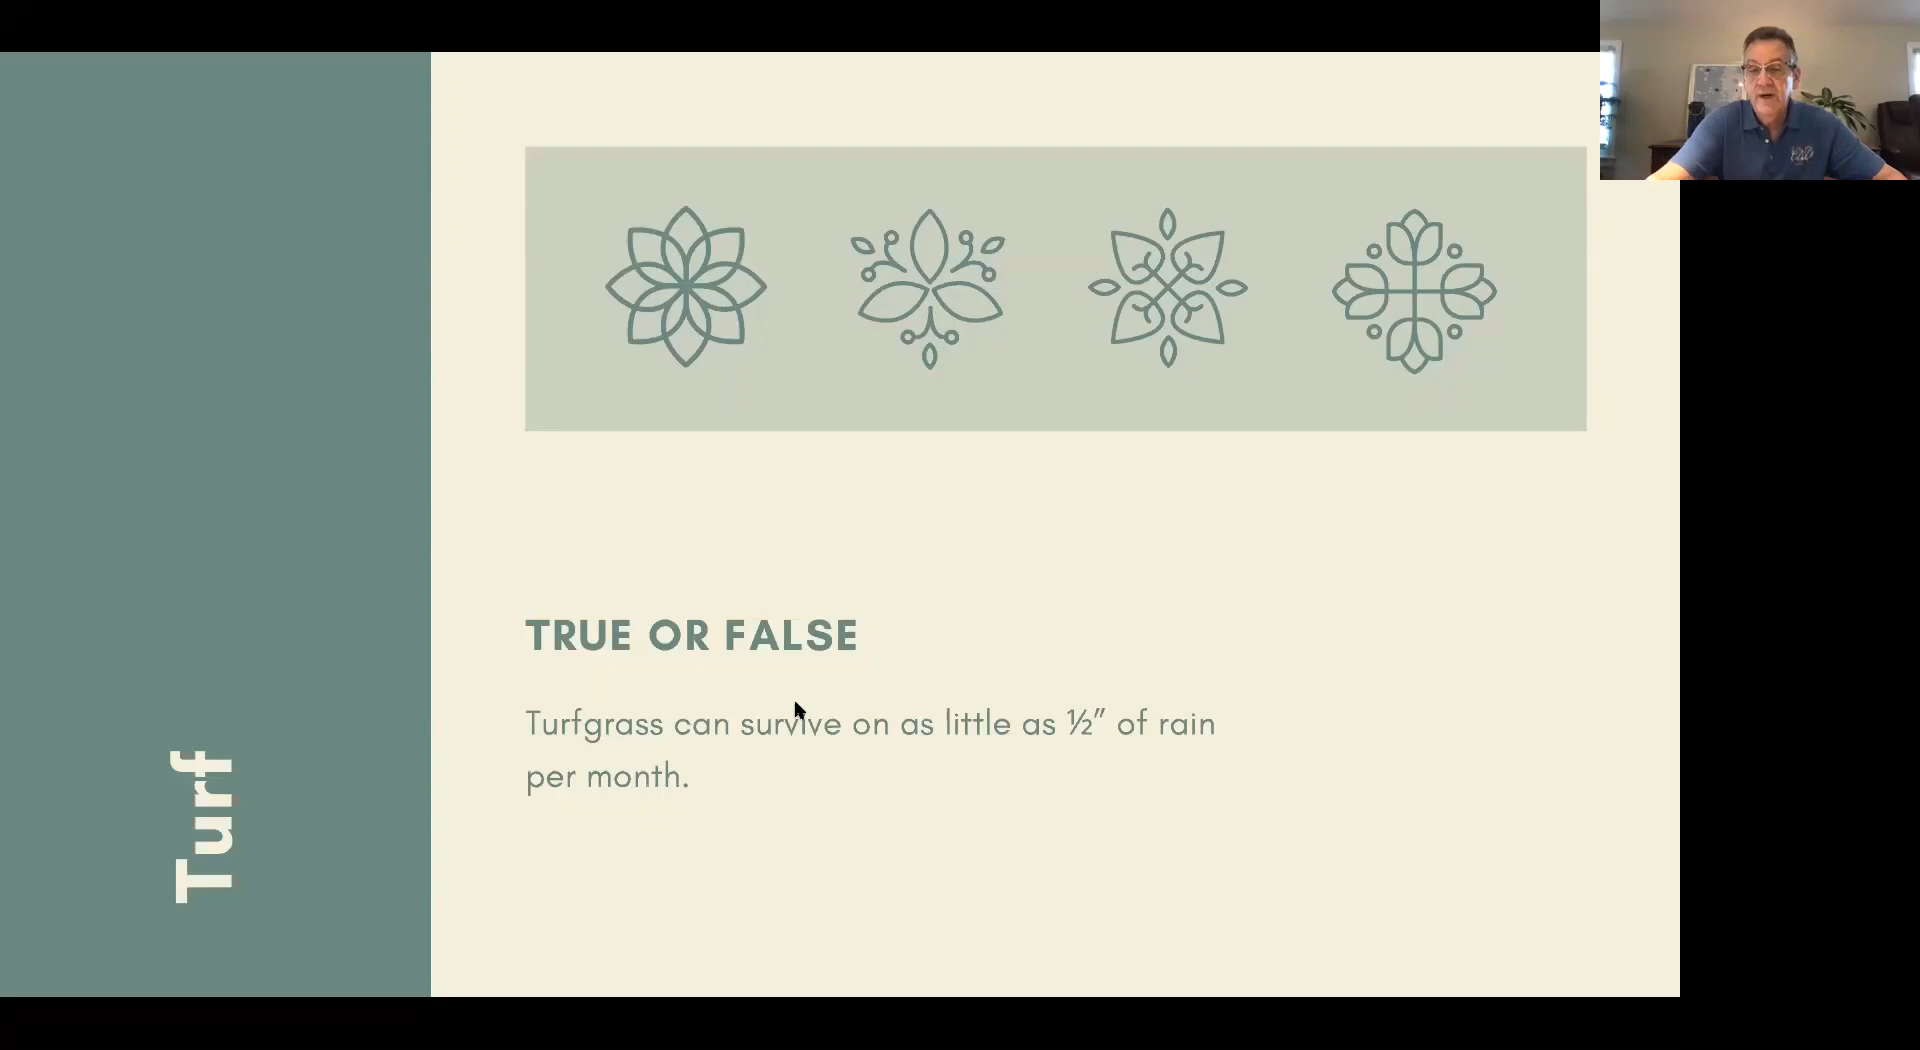 TRUE OR FALSE
Turfgrass can survive on as little as ½” of rain
per month.
Turf